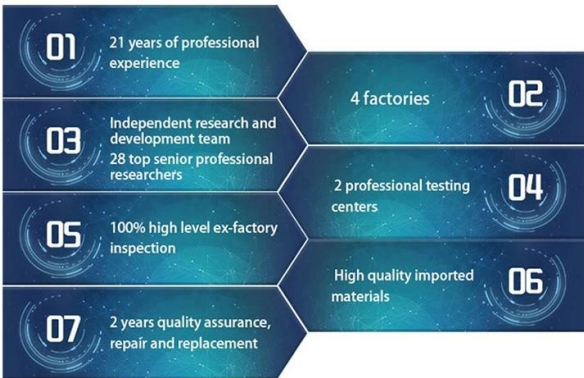 01
21 years of professional
experience
02
4 factories
03
Independent research and
development team
28 top senior professional
researchers
04
2 professional testing
centers
05
100% high level ex-factory
inspection
06
High quality imported
materials
07
2 years quality assurance,
repair and replacement